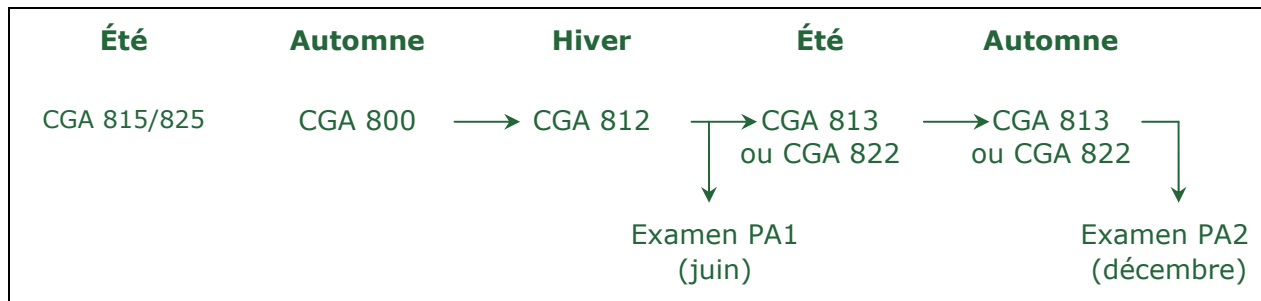 Été Automne Hiver Été Automne
CGA 815/825 CGA 800 CGA 812 CGA 813 CGA 813
ou CGA 822 ou CGA 822
Examen PA1 Examen PA2
(juin) (décembre)